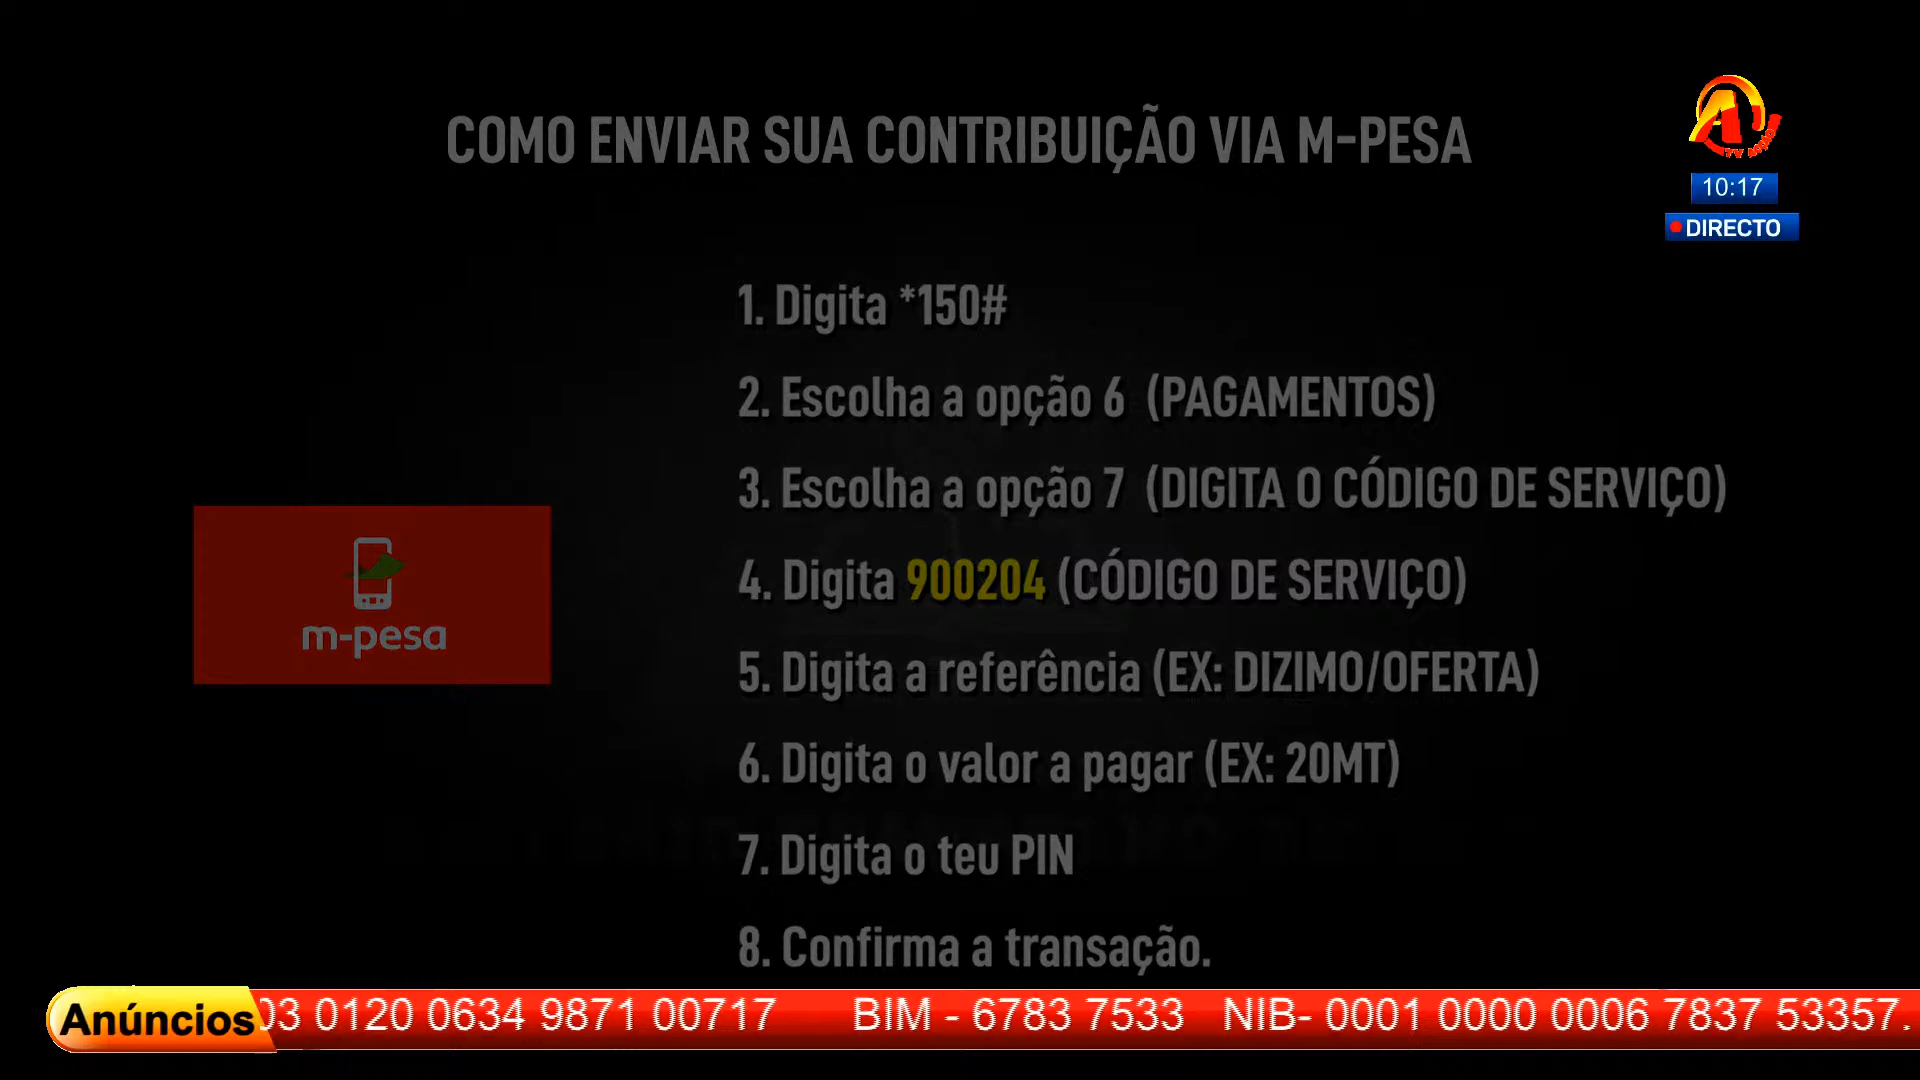 COMO ENVIAR SUA CONTRIBUIÇÃO VIA M-PESA
A
TV
10:17
DIRECTO
1. Digita *150#
2. Escolha a opção 6 (PAGAMENTOS)
3. Escolha a opção 7 (DIGITA O CÓDIGO DE SERVIÇO)
4. Digita 900204 (CÓDIGO DE SERVIÇO)
5. Digita a referência (EX: DIZIMO/OFERTA)
6. Digita o valor a pagar (EX: 20MT)
7. Digita o teu PIN
8. Confirma a transação.
m-pesa
Anúncios 03 0120 0634 9871 00717 BIM - 6783 7533 NIB- 0001 0000 0006 7837 53357.